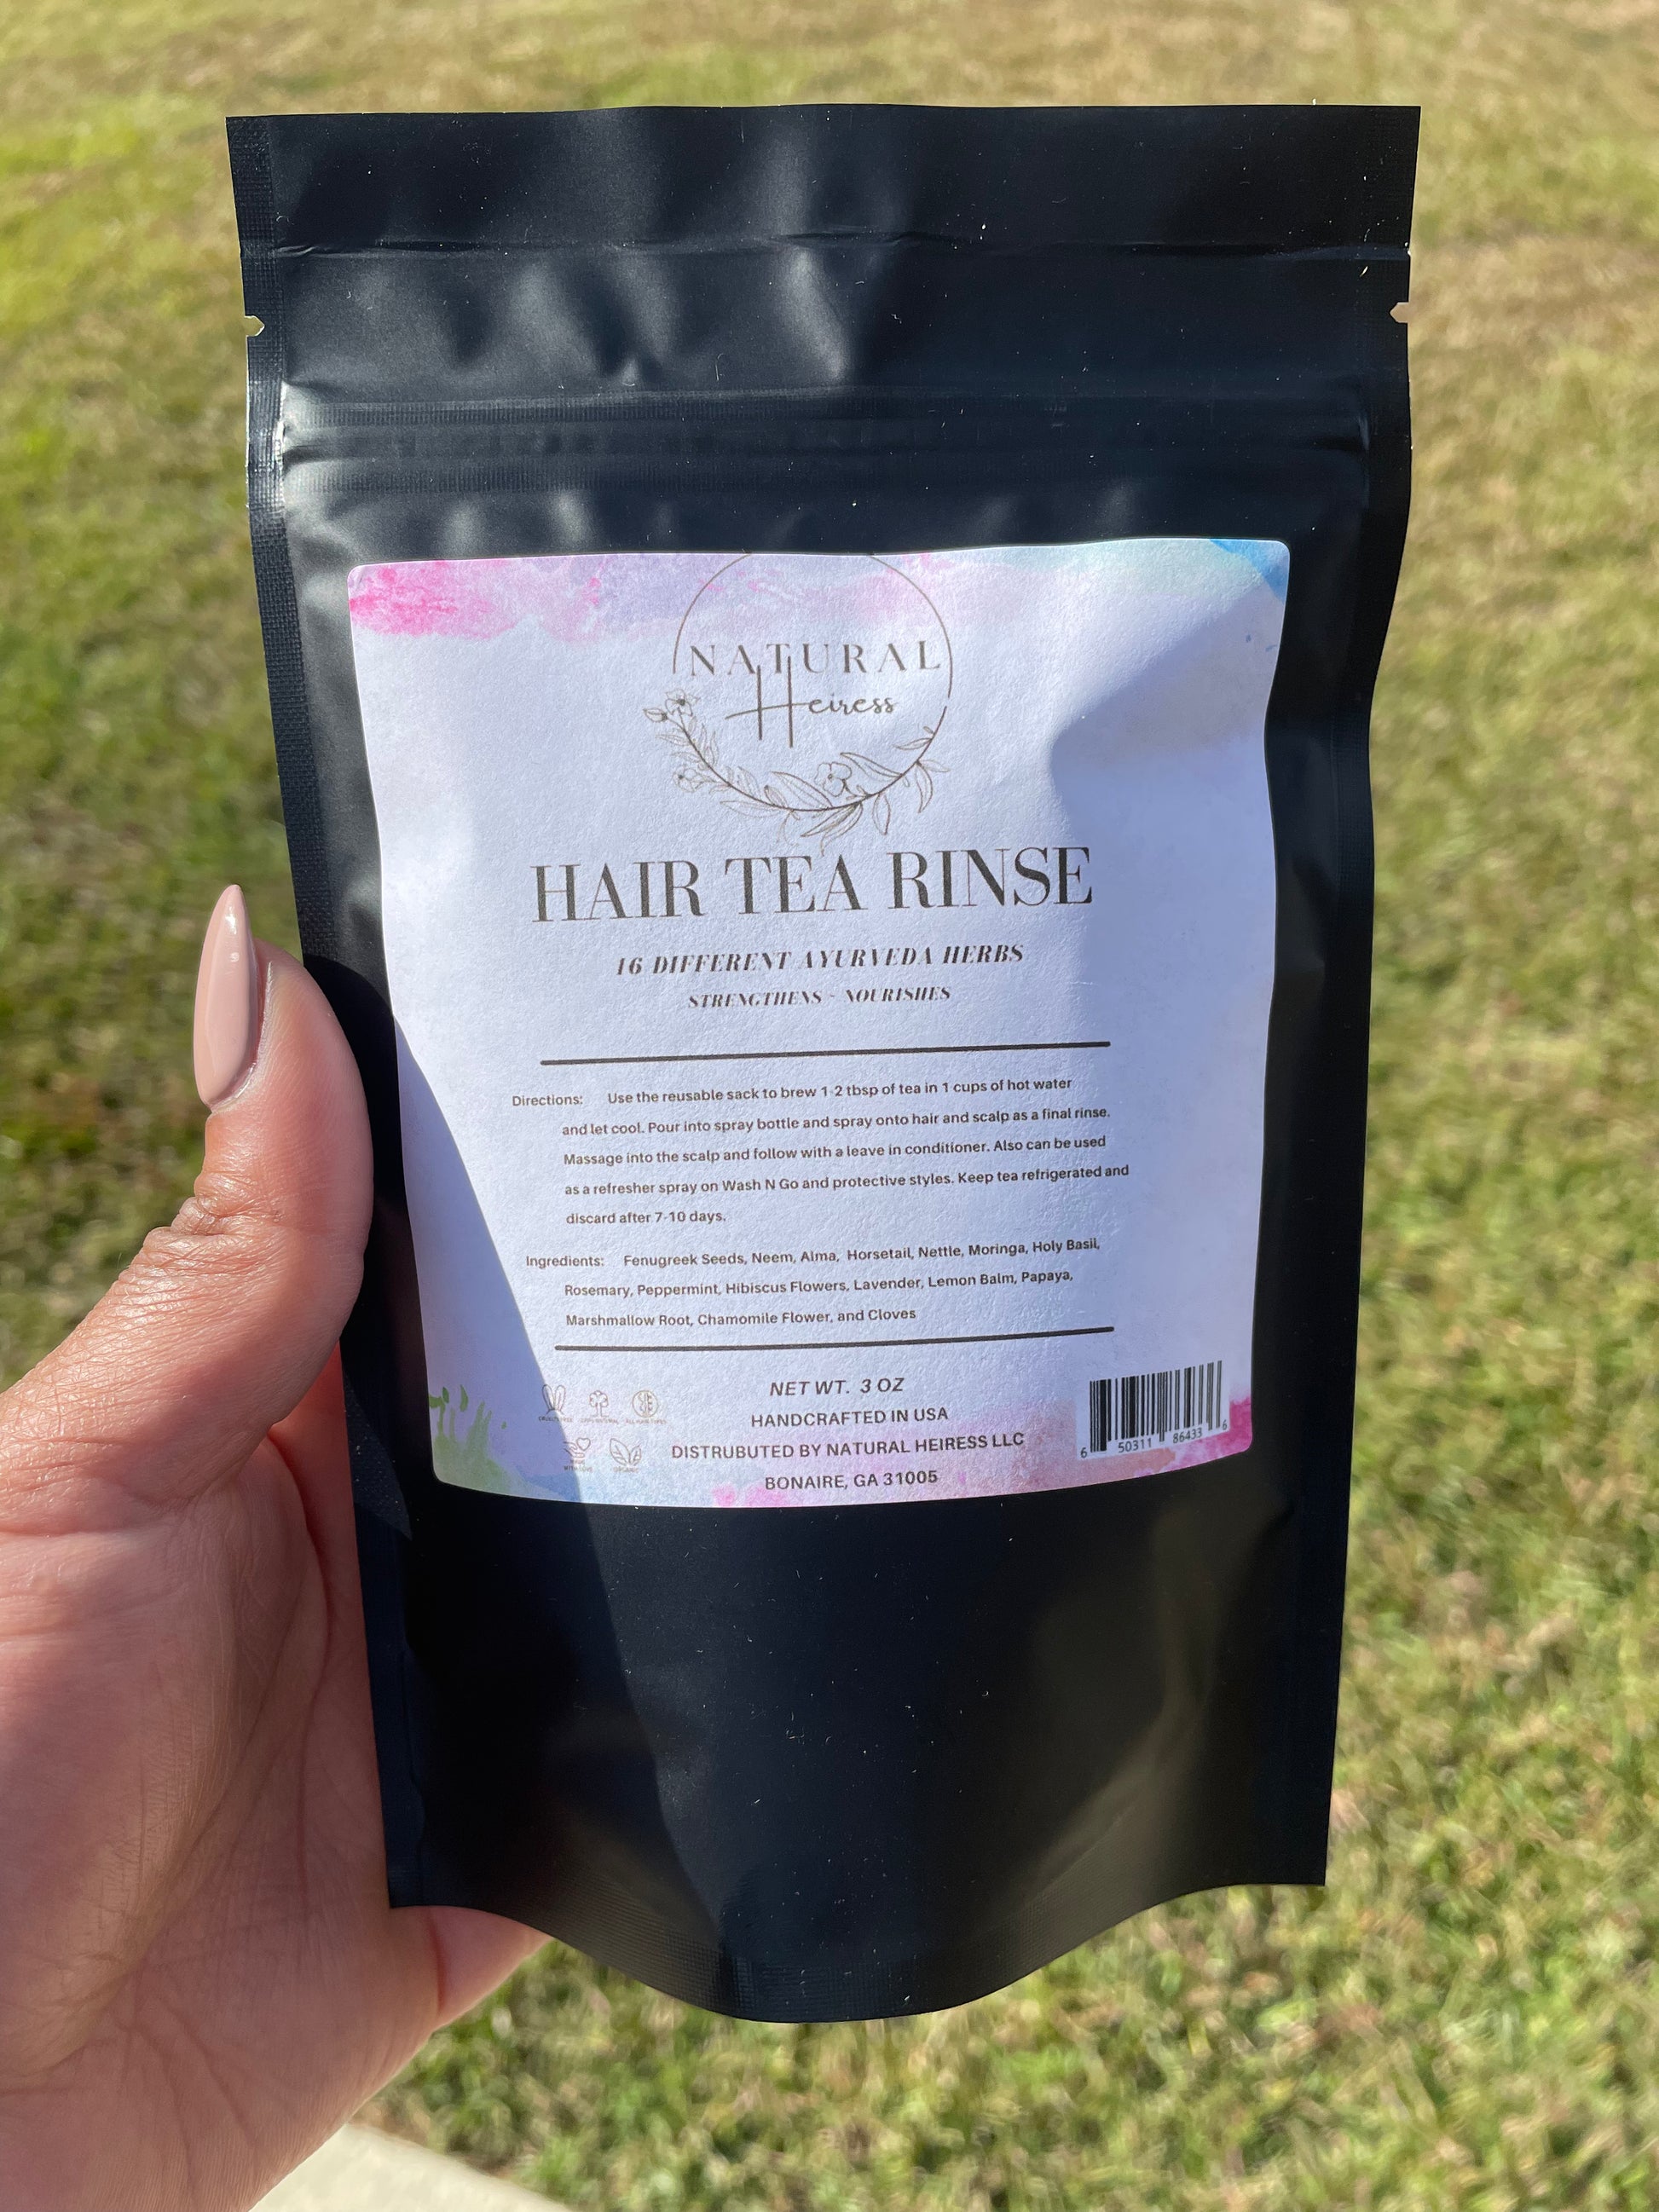 NATURAL
Heiress
HAIR TEA RINSE
16 DIFFERENT AYURVEDA HERBS
STRENGTHENS ~ NOURISHES
Directions: Use the reusable sack to brew 1-2 tbsp of tea in 1 cups of hot water
and let cool. Pour into spray bottle and spray onto hair and scalp as a final rinse.
Massage into the scalp and follow with a leave in conditioner. Also can be used
as a refresher spray on Wash N Go and protective styles. Keep tea refrigerated and
discard after 7-10 days.
Ingredients: Fenugreek Seeds, Neem, Alma, Horsetail, Nettle, Moringa, Holy Basil,
Rosemary, Peppermint, Hibiscus Flowers, Lavender, Lemon Balm, Papaya,
Marshmallow Root, Chamomile Flower, and Cloves
NET WT. 3 OZ
HANDCRAFTED IN USA
DISTRUBUTED BY NATURAL HEIRESS LLC
BONAIRE, GA 31005
6 50311 86433 6